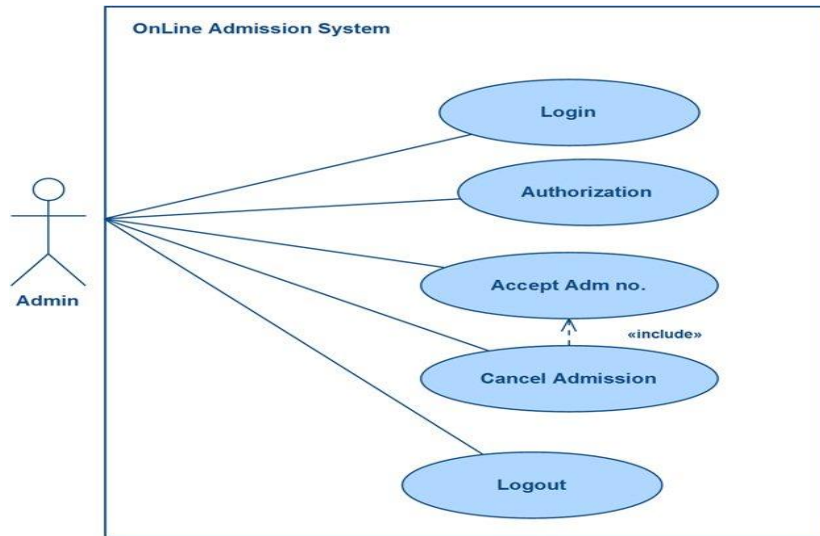 OnLine Admission System
Login
Authorization
Admin
Accept Adm no.
«include»
Cancel Admission
Logout